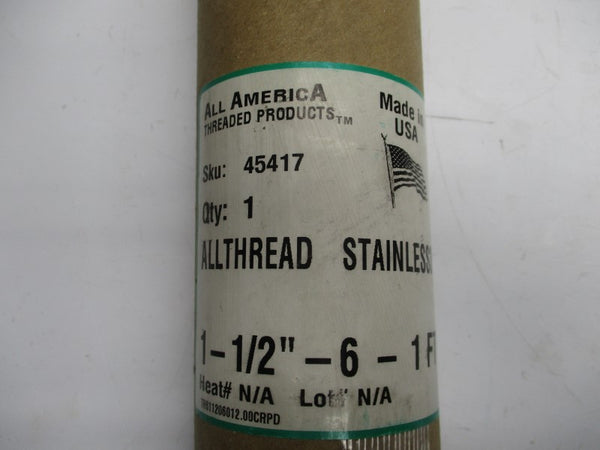 ALL AMERICA
THREADED PRODUCTS™
Made in
USA
Sku: 45417
Qty: 1
ALLTHREAD STAINLESS
1-1/2" - 6 - 1 FT
Heat# N/A Lot# N/A